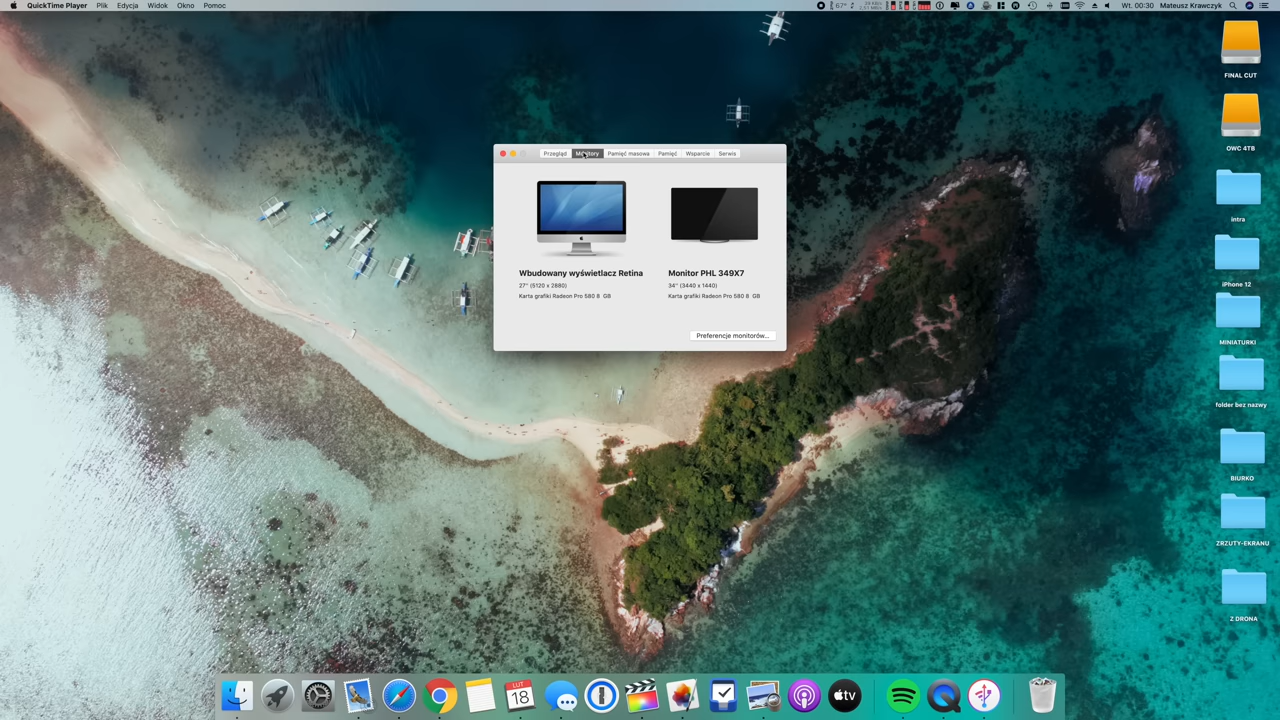 QuickTime Player Plik Edycja Widok Okno Pomoc
67° Wt. 00:30 Mateusz Krawczyk
Przegląd Monitory Pamięć masowa Pamięć Wsparcie Serwis
Wbudowany wyświetlacz Retina
27" (5120 x 2880)
Karta grafiki Radeon Pro 580 8 GB
Monitor PHL 349X7
34" (3440 x 1440)
Karta grafiki Radeon Pro 580 8 GB
Preferencje monitorów...
FINAL CUT
OWC 4TB
intra
iPhone 12
MINIATURKI
folder bez nazwy
BIURKO
ZRZUTY-EKRANU
Z DRONA
LUT
18
tv